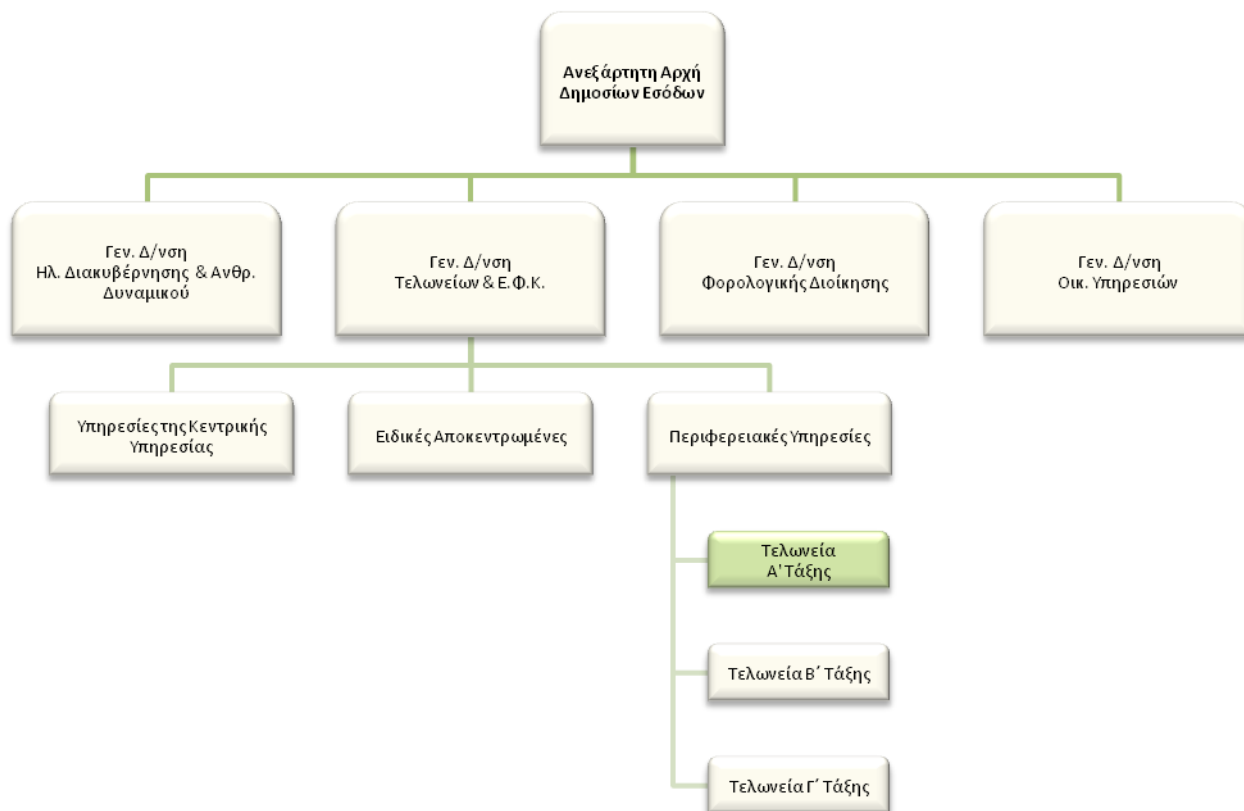 Ανεξάρτητη Αρχή
Δημοσίων Εσόδων
Γεν. Δ/νση
Ηλ. Διακυβέρνησης & Ανθρ.
Δυναμικού
Γεν. Δ/νση
Τελωνείων & Ε.Φ.Κ.
Γεν. Δ/νση
Φορολογικής Διοίκησης
Γεν. Δ/νση
Οικ. Υπηρεσιών
Υπηρεσίες της Κεντρικής
Υπηρεσίας
Ειδικές Αποκεντρωμένες
Περιφερειακές Υπηρεσίες
Τελωνεία
Α' Τάξης
Τελωνεία Β΄ Τάξης
Τελωνεία Γ΄ Τάξης